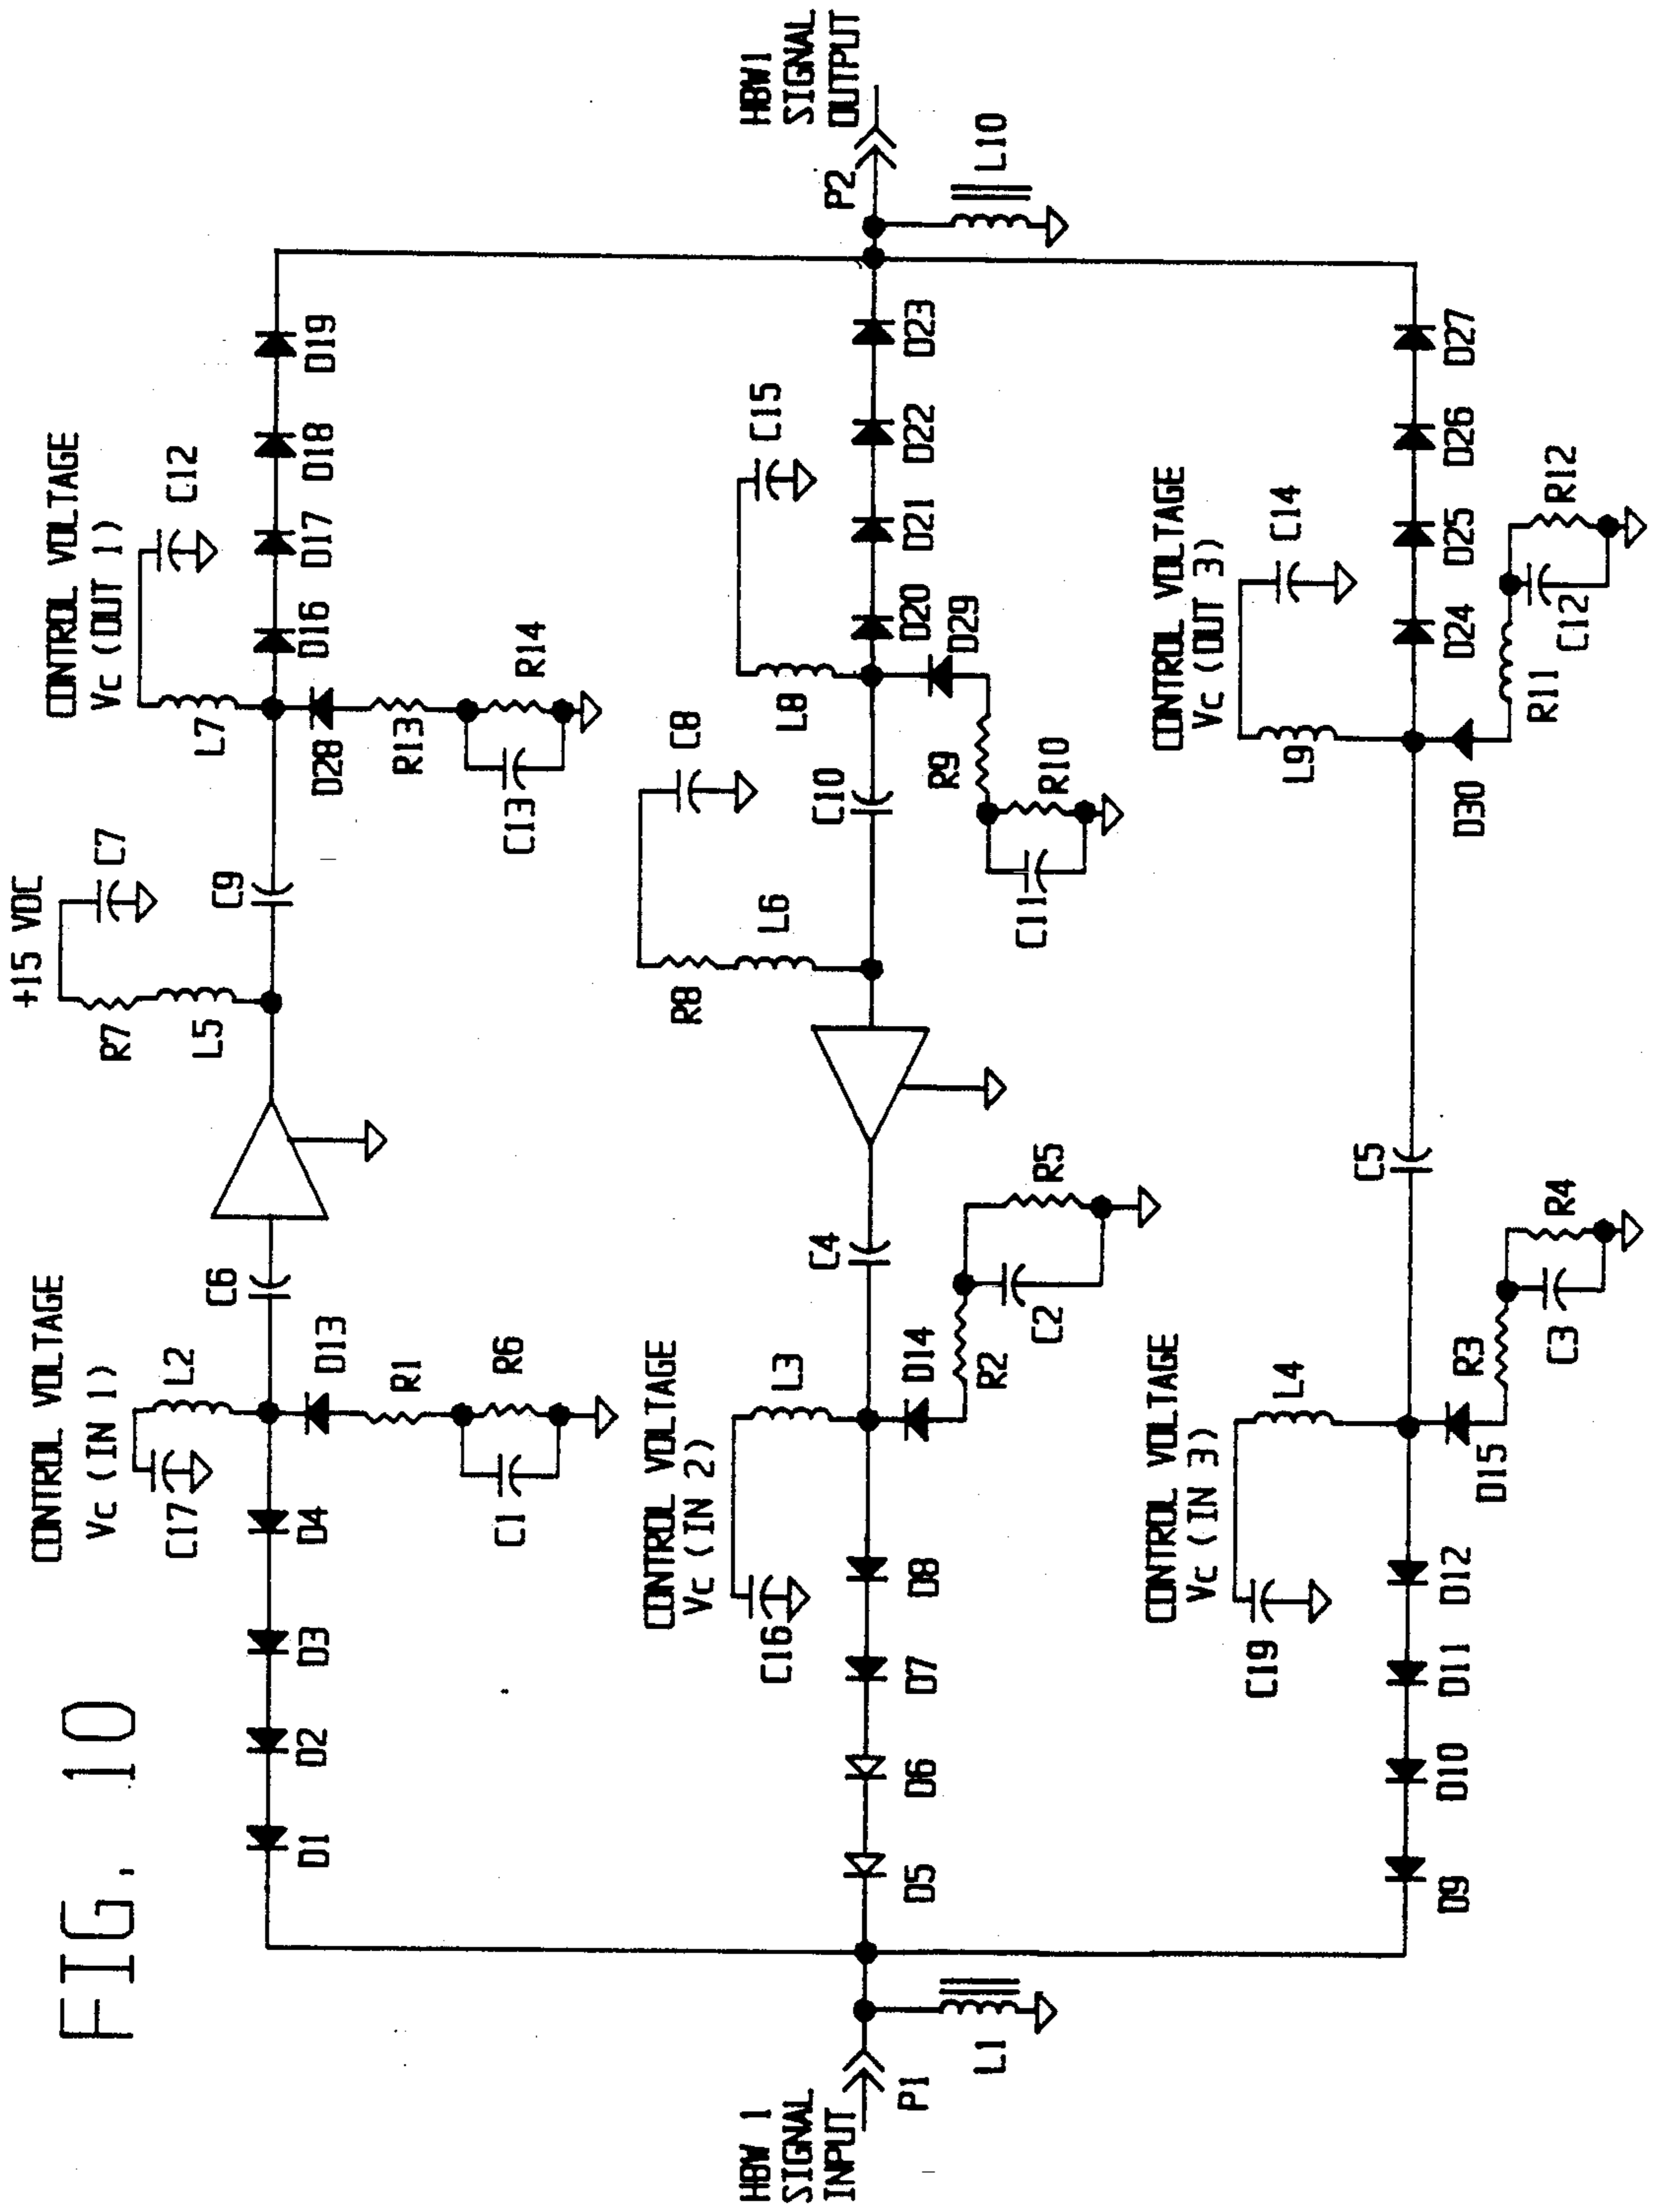 FIG. 10
+15 VDC
CONTROL VOLTAGE
Vc (IN 1)
CONTROL VOLTAGE
Vc (OUT 1)
C17
L2
R7
C7
L5
L7
C12
D1
D2
D3
D4
C6
C9
D16
D17
D18
D19
D13
R1
R6
C1
D28
R13
R14
C13
CONTROL VOLTAGE
Vc (IN 2)
C16
L3
R8
L6
C8
L8
C15
HBW 1
SIGNAL
INPUT
P1
L1
D5
D6
D7
D8
C4
C10
D20
D21
D22
D23
HBW1
SIGNAL
OUTPUT
P2
L10
D14
R2
C2
R5
D29
R9
R10
C11
CONTROL VOLTAGE
Vc (IN 3)
CONTROL VOLTAGE
Vc (OUT 3)
C19
L4
L9
C14
D9
D10
D11
D12
C5
D24
D25
D26
D27
D15
R3
C3
R4
D30
R11
C12
R12